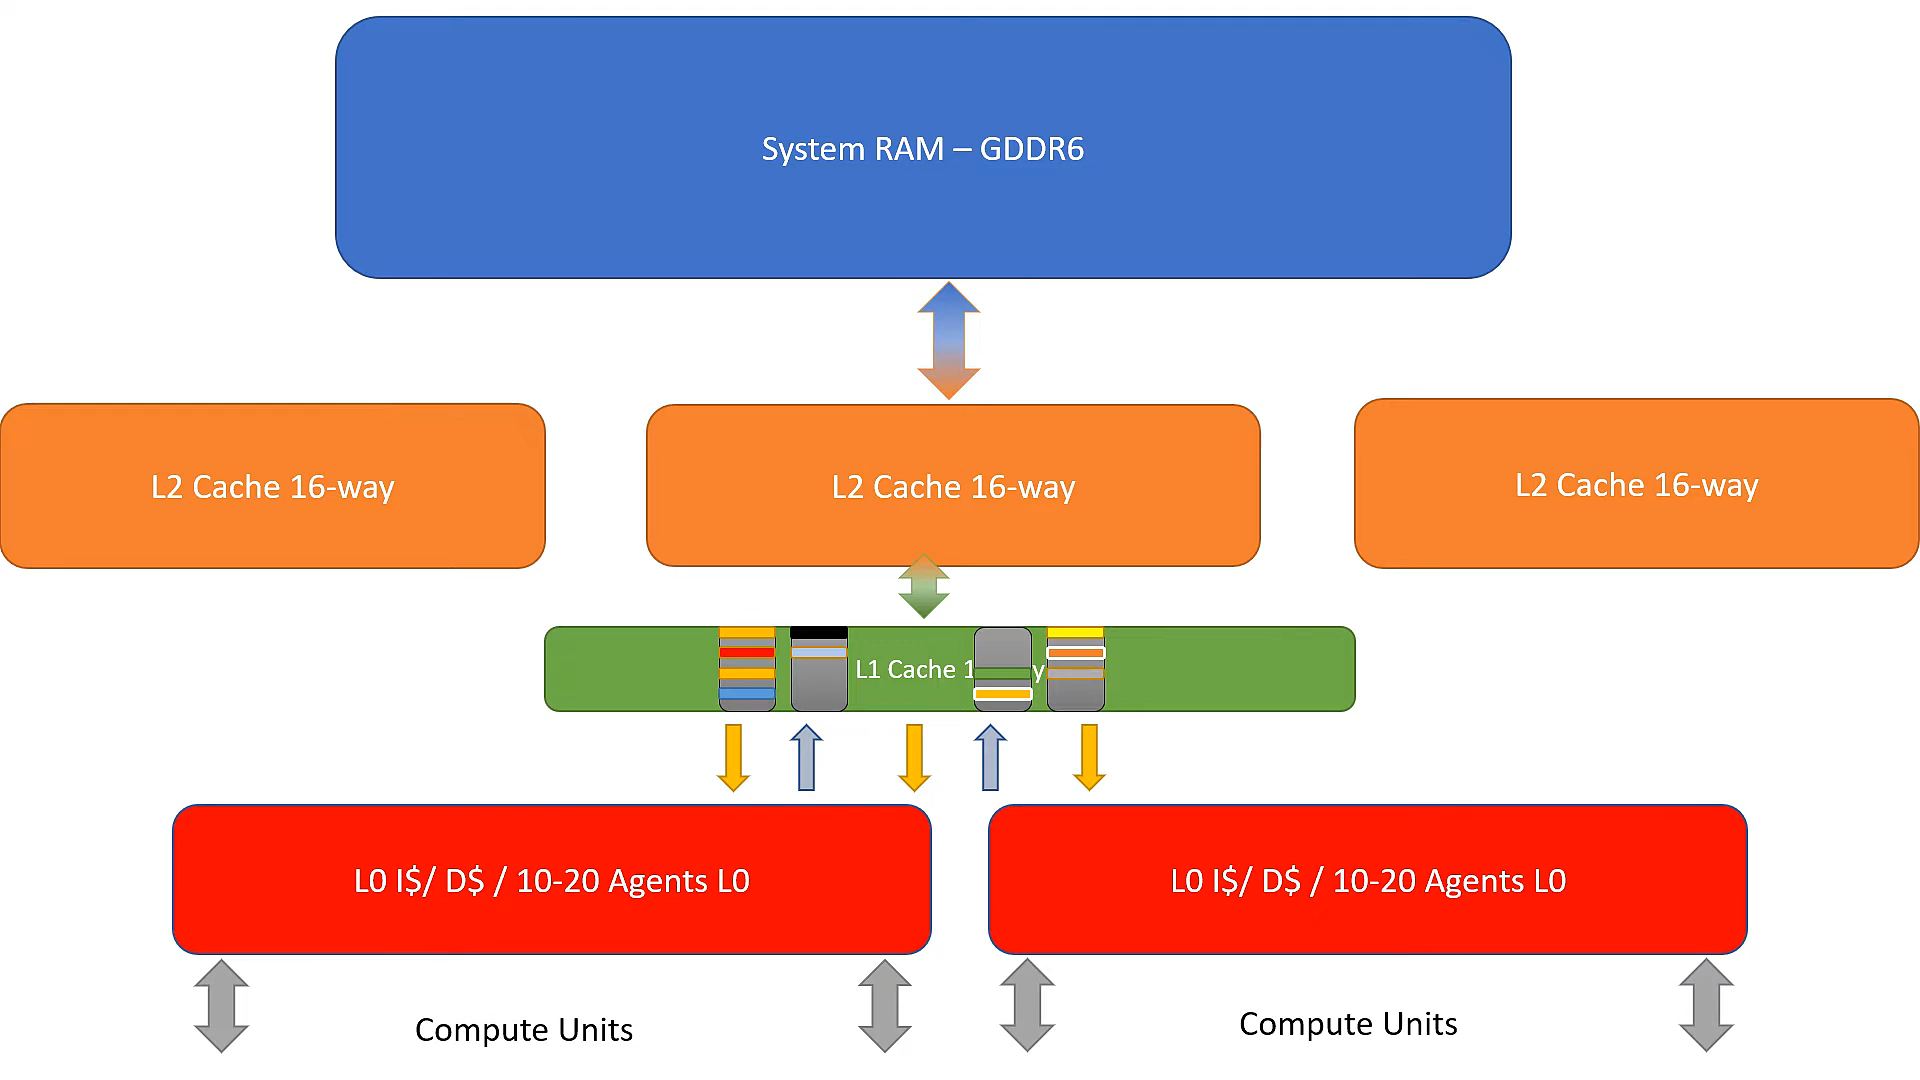 System RAM – GDDR6
L2 Cache 16-way
L2 Cache 16-way
L2 Cache 16-way
L1 Cache
L0 I$/ D$ / 10-20 Agents L0
L0 I$/ D$ / 10-20 Agents L0
Compute Units
Compute Units